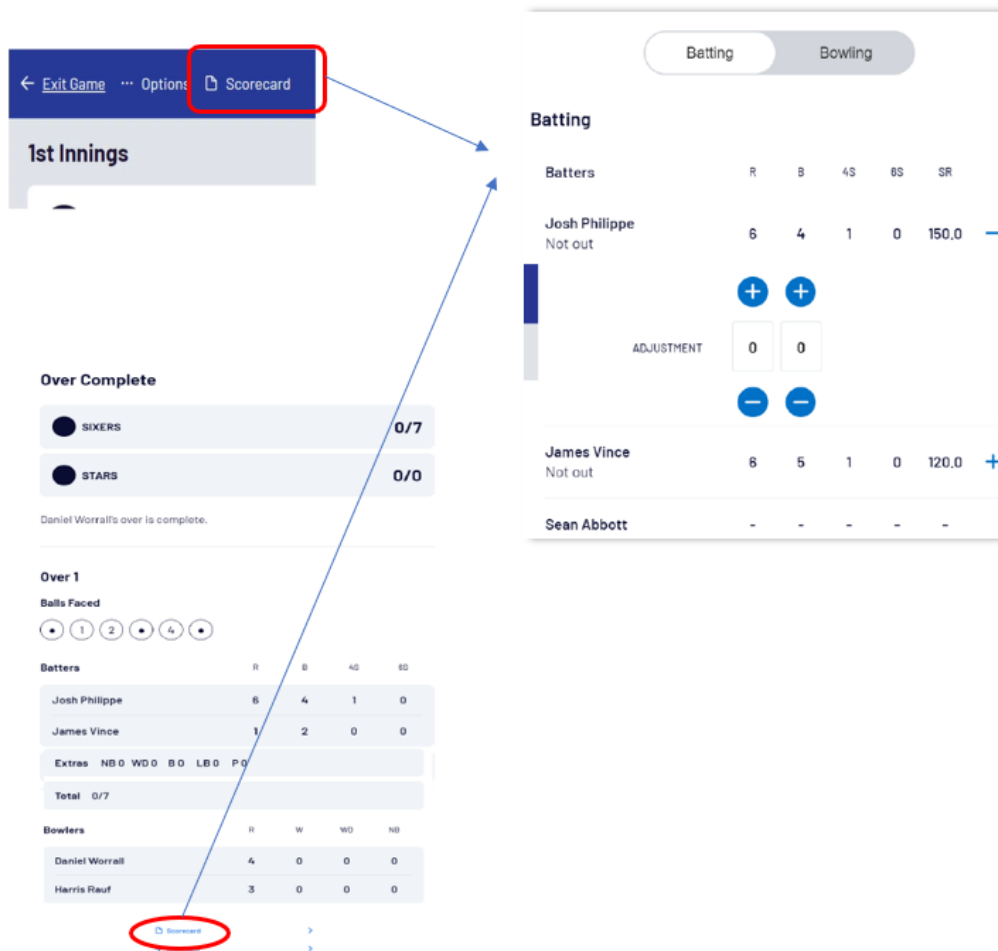 ← Exit Game ··· Options Scorecard
1st Innings
Over Complete
SIXERS 0/7
STARS 0/0
Daniel Worrall's over is complete.
Over 1
Balls Faced
• 1 2 • 4 •
Batters R B 4S 6S
Josh Philippe 6 4 1 0
James Vince 1 2 0 0
Extras NB 0 WD 0 B 0 LB 0 P 0
Total 0/7
Bowlers R W WD NB
Daniel Worrall 4 0 0 0
Harris Rauf 3 0 0 0
Scorecard
Batting Bowling
Batting
Batters R B 4S 6S SR
Josh Philippe 6 4 1 0 150.0 −
Not out
+ +
ADJUSTMENT 0 0
− −
James Vince 6 5 1 0 120.0 +
Not out
Sean Abbott - - - - -